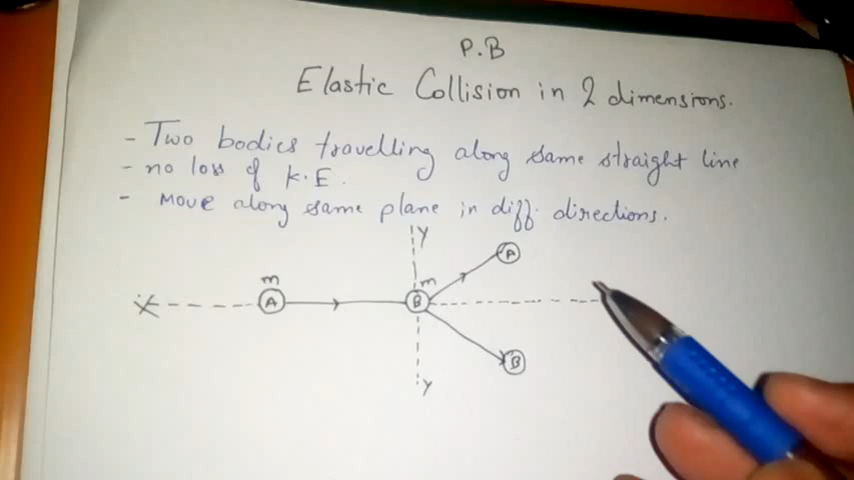 P.B
Elastic Collision in 2 dimensions.
- Two bodies travelling along same straight line
- no loss of K.E.
- Move along same plane in diff. directions.
Y
A
m
m
X
A
B
B
Y